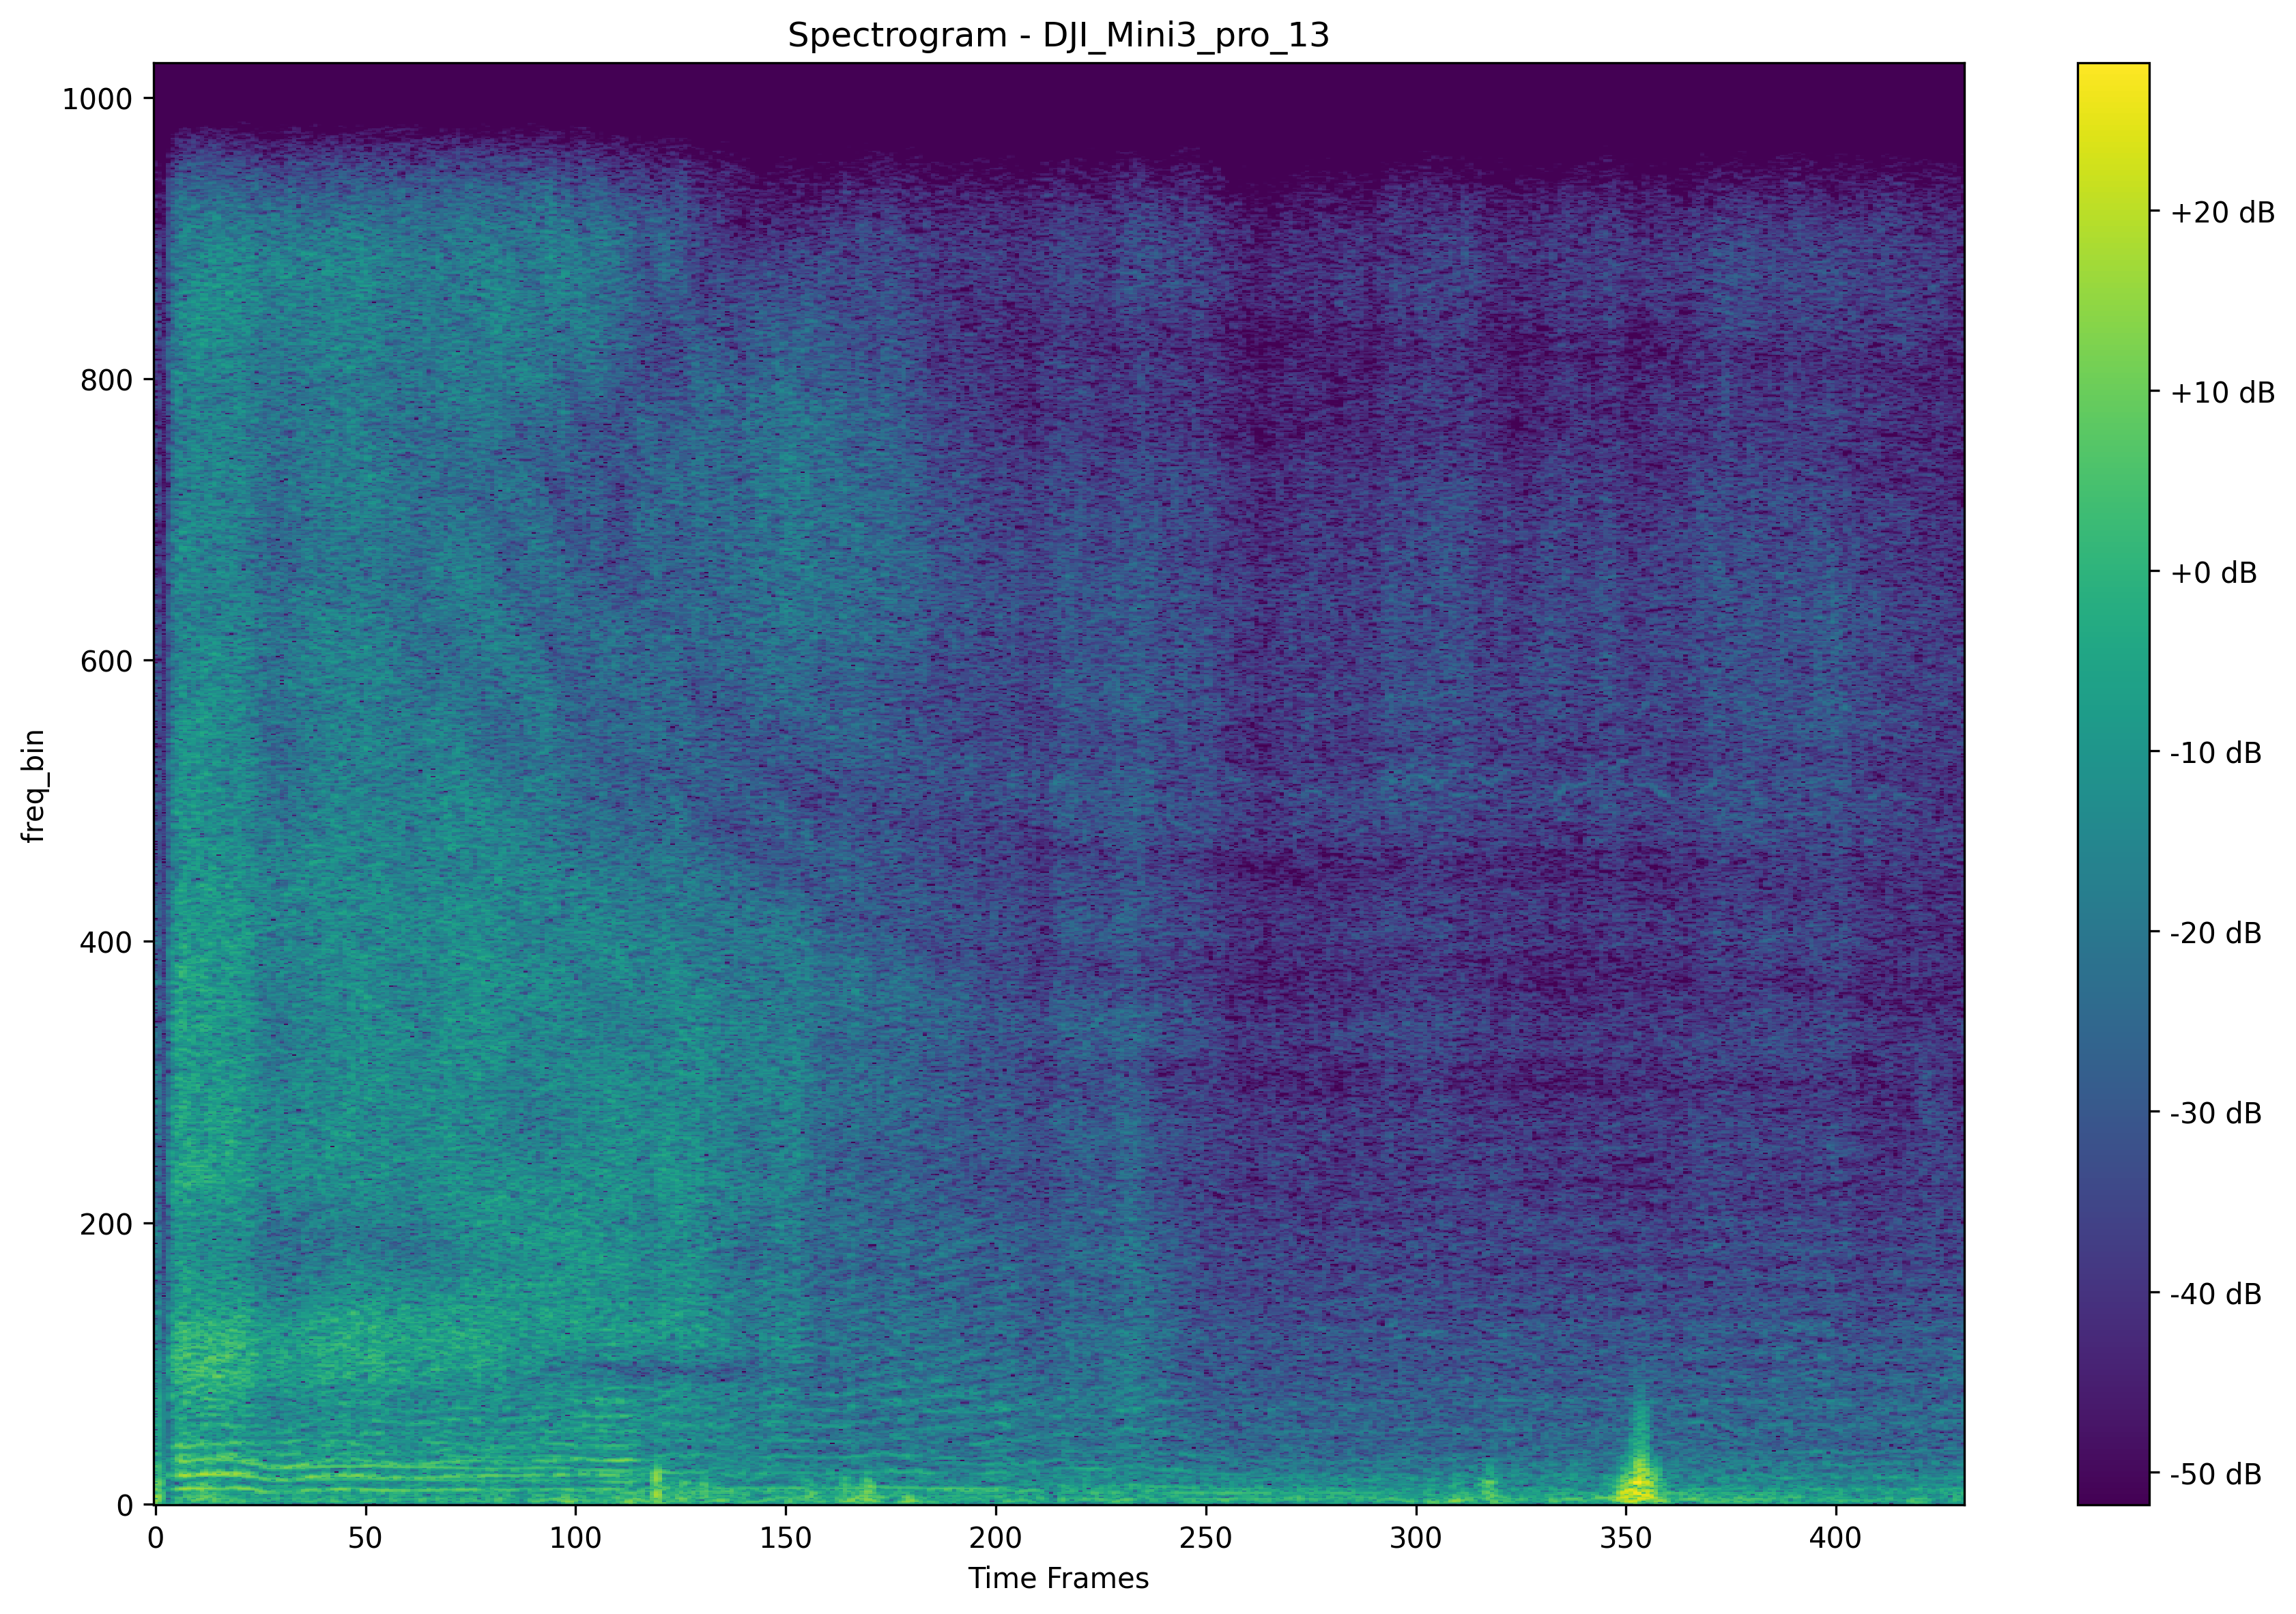 Spectrogram - DJI_Mini3_pro_13
1000
800
600
400
200
0
freq_bin
0 50 100 150 200 250 300 350 400
Time Frames
+20 dB
+10 dB
+0 dB
-10 dB
-20 dB
-30 dB
-40 dB
-50 dB